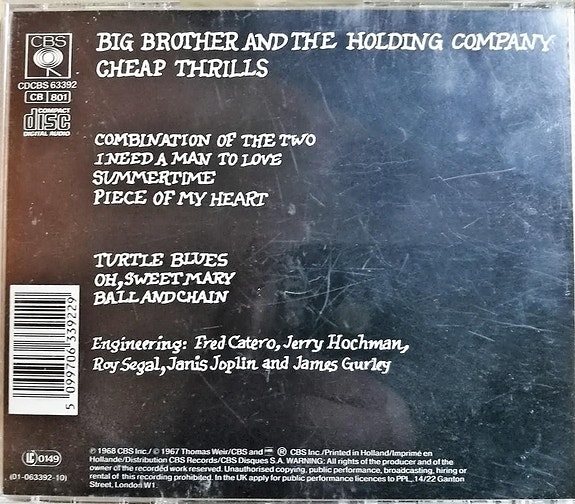 CBS
CDCBS 63392
CB 801
COMPACT
disc
DIGITAL AUDIO
BIG BROTHER AND THE HOLDING COMPANY
CHEAP THRILLS
COMBINATION OF THE TWO
I NEED A MAN TO LOVE
SUMMERTIME
PIECE OF MY HEART
TURTLE BLUES
OH, SWEET MARY
BALL AND CHAIN
Engineering: Fred Catero, Jerry Hochman,
Roy Segal, Janis Joplin and James Gurley
5 099706 339229
LC 0149
(01-063392-10)
℗ 1968 CBS Inc./© 1967 Thomas Weir/CBS and ® CBS Inc./Printed in Holland/Imprimé en
Hollande/Distribution CBS Records/CBS Disques S.A. WARNING: All rights of the producer and of the
owner of the recorded work reserved. Unauthorised copying, public performance, broadcasting, hiring or
rental of this recording prohibited. In the UK apply for public performance licences to PPL, 14/22 Ganton
Street, London W1.